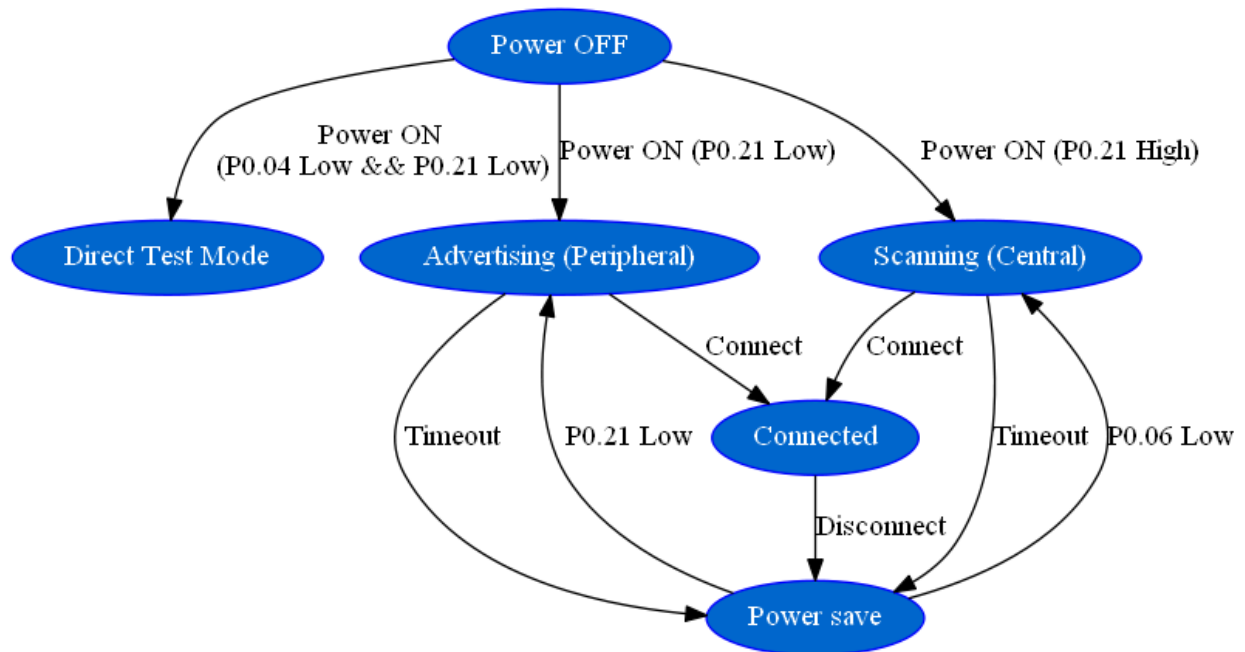 Power OFF
Power ON
(P0.04 Low && P0.21 Low)
Power ON (P0.21 Low)
Power ON (P0.21 High)
Direct Test Mode
Advertising (Peripheral)
Scanning (Central)
Connect
Connect
Timeout
P0.21 Low
Connected
Timeout
P0.06 Low
Disconnect
Power save